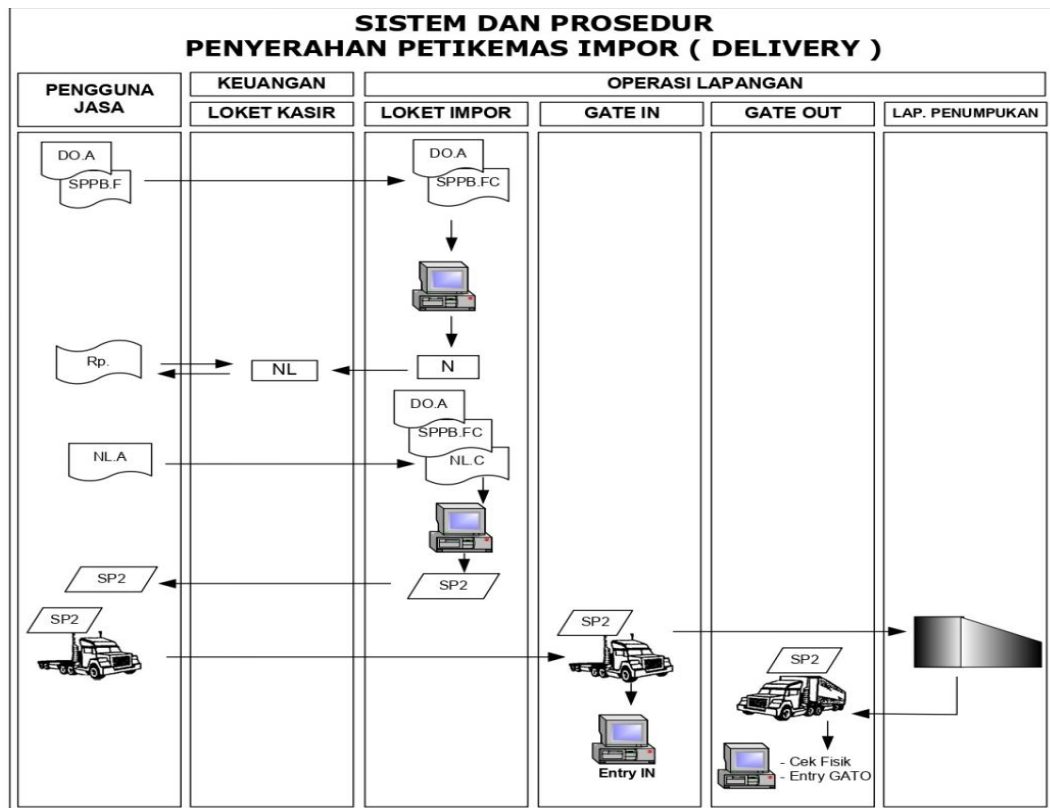 SISTEM DAN PROSEDUR
PENYERAHAN PETIKEMAS IMPOR ( DELIVERY )
PENGGUNA
JASA
KEUANGAN
OPERASI LAPANGAN
LOKET KASIR
LOKET IMPOR
GATE IN
GATE OUT
LAP. PENUMPUKAN
DO.A
SPPB.F
DO.A
SPPB.FC
Rp.
NL
N
DO.A
SPPB.FC
NL.C
NL.A
SP2
SP2
SP2
SP2
SP2
Entry IN
- Cek Fisik
- Entry GATO